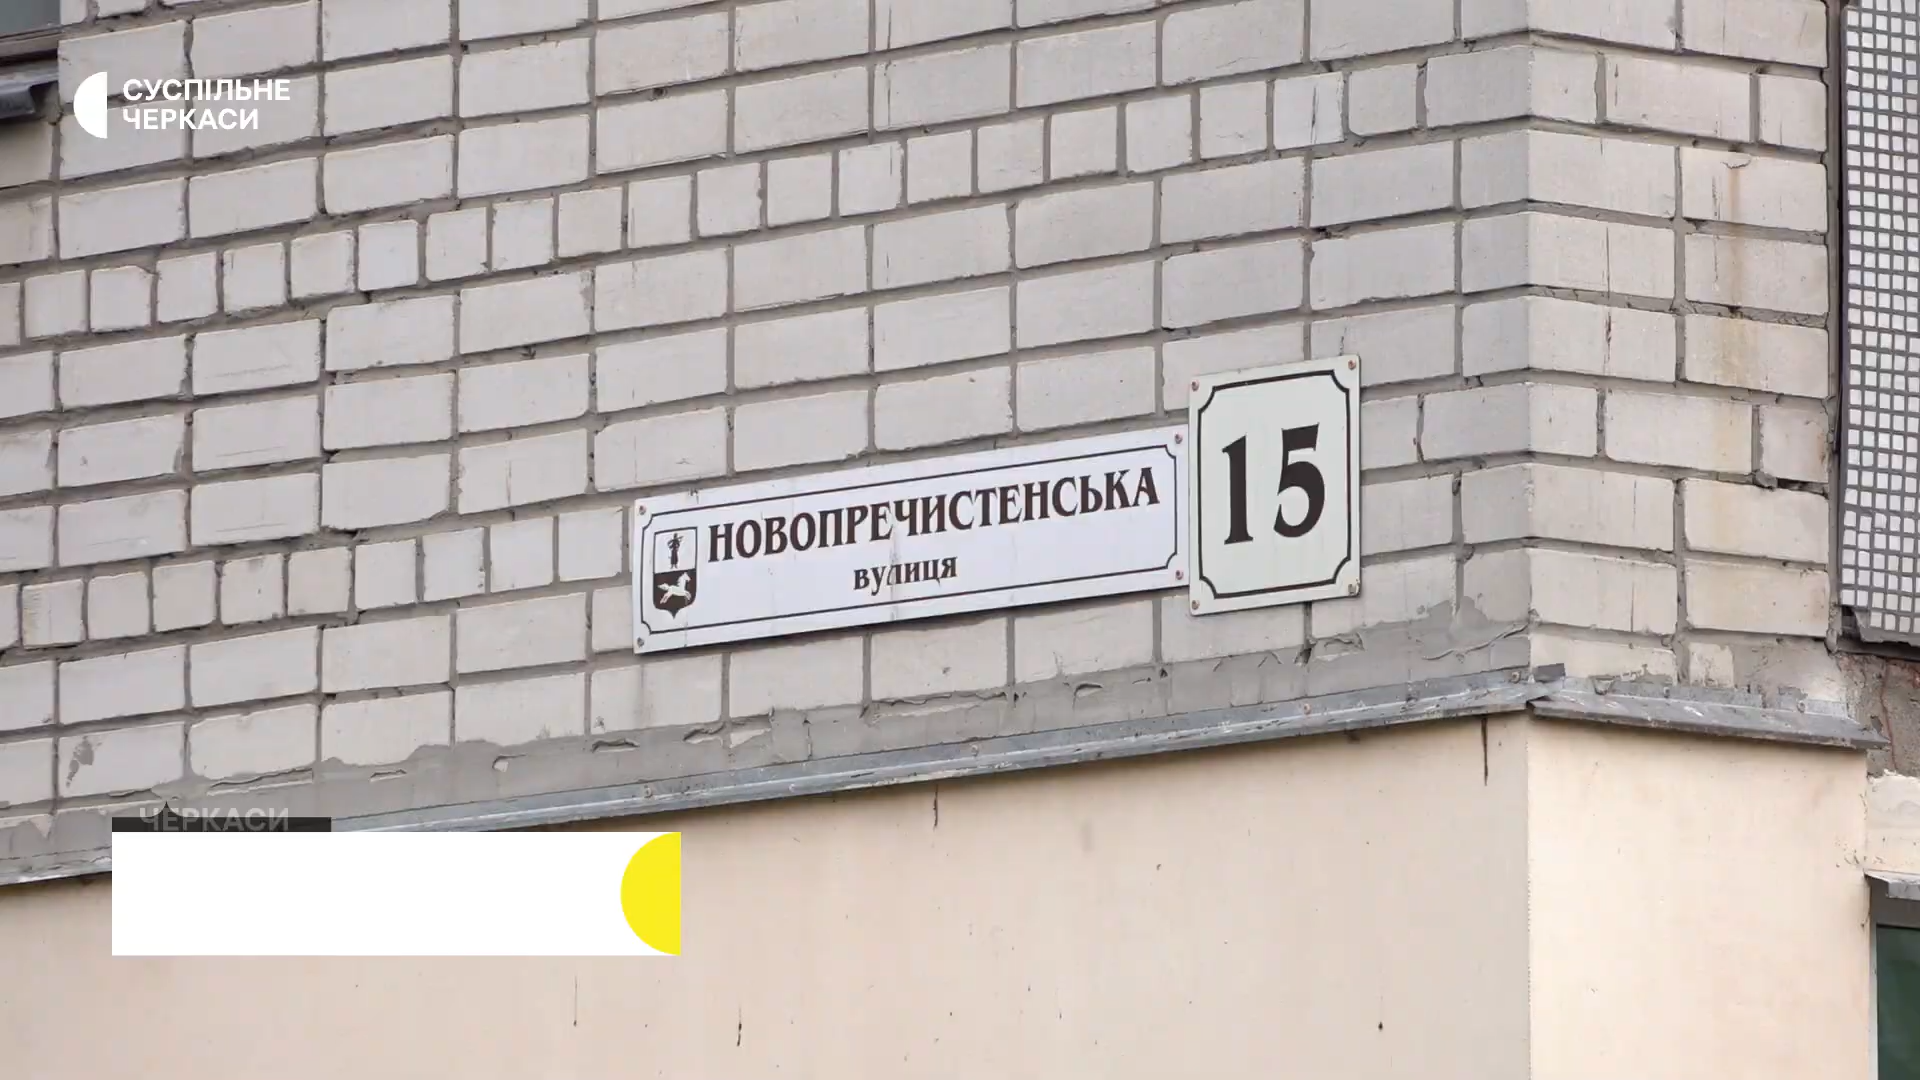 СУСПІЛЬНЕ
ЧЕРКАСИ
НОВОПРЕЧИСТЕНСЬКА
вулиця
15
ЧЕРКАСИ